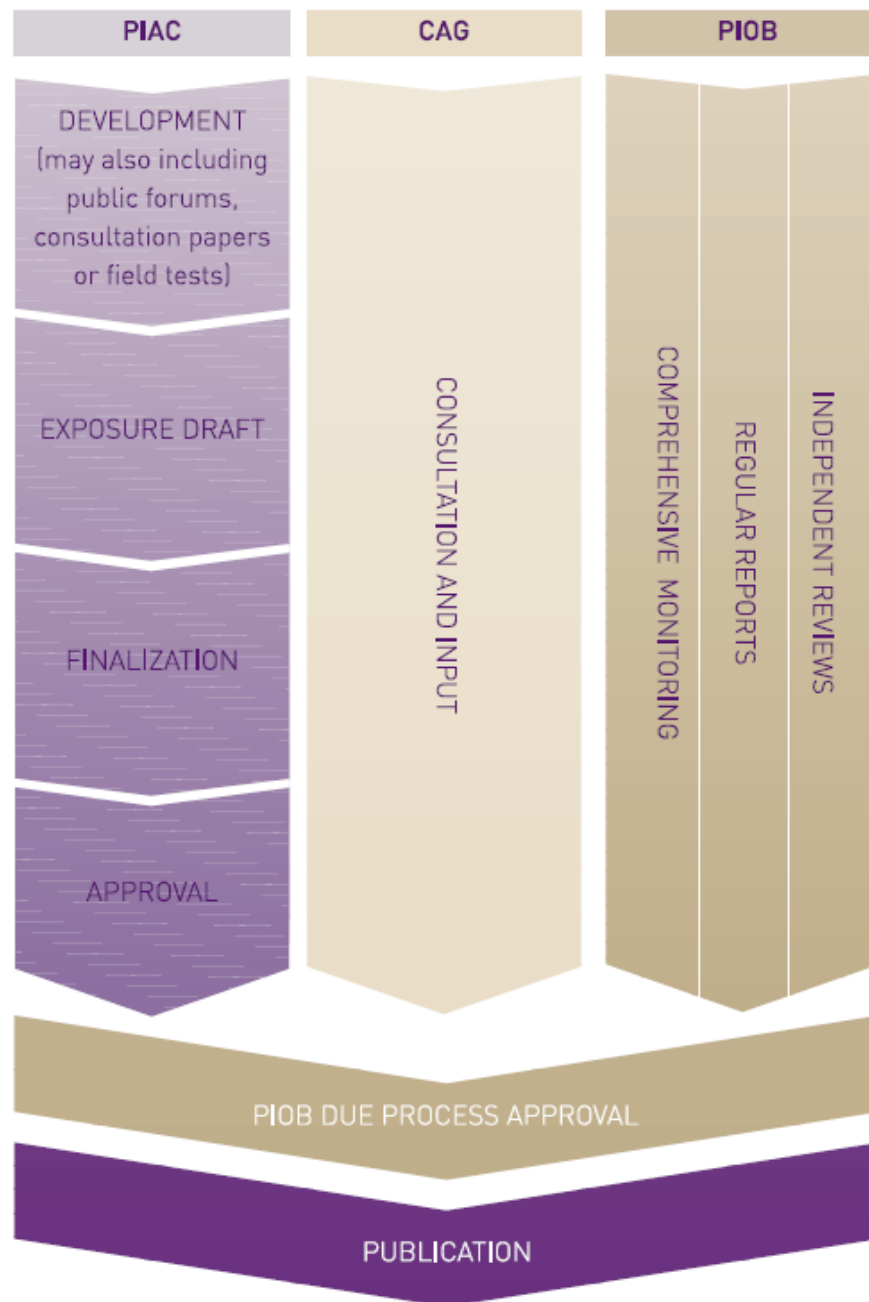 PIAC
CAG
PIOB
DEVELOPMENT
(may also including
public forums,
consultation papers
or field tests)
EXPOSURE DRAFT
FINALIZATION
APPROVAL
CONSULTATION AND INPUT
COMPREHENSIVE MONITORING
REGULAR REPORTS
INDEPENDENT REVIEWS
PIOB DUE PROCESS APPROVAL
PUBLICATION